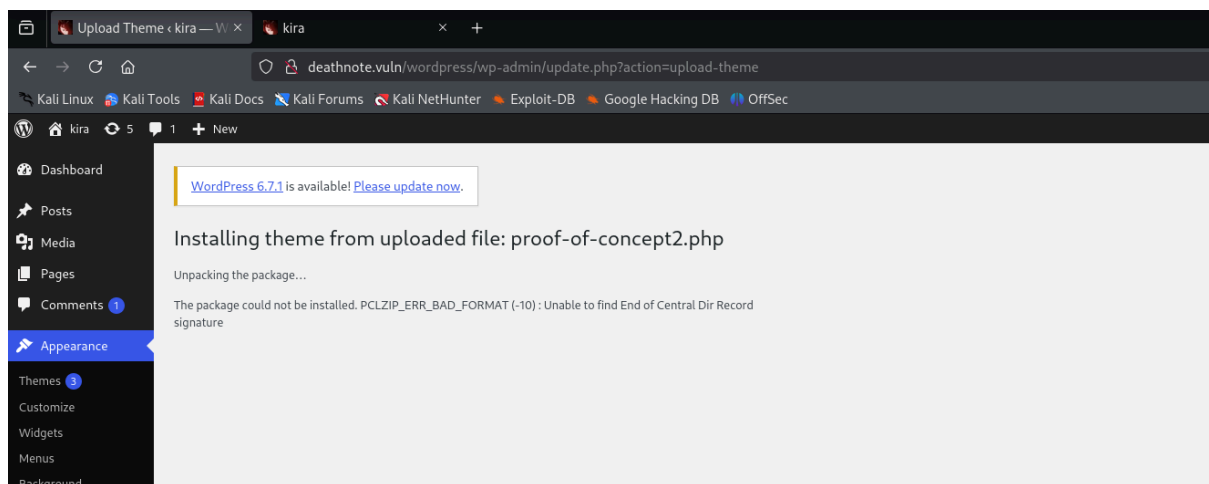 Upload Theme ‹ kira — W
kira
deathnote.vuln/wordpress/wp-admin/update.php?action=upload-theme
Kali Linux Kali Tools Kali Docs Kali Forums Kali NetHunter Exploit-DB Google Hacking DB OffSec
kira 5 1 + New
Dashboard
Posts
Media
Pages
Comments 1
Appearance
Themes 3
Customize
Widgets
Menus
Background
WordPress 6.7.1 is available! Please update now.
Installing theme from uploaded file: proof-of-concept2.php
Unpacking the package…
The package could not be installed. PCLZIP_ERR_BAD_FORMAT (-10) : Unable to find End of Central Dir Record
signature